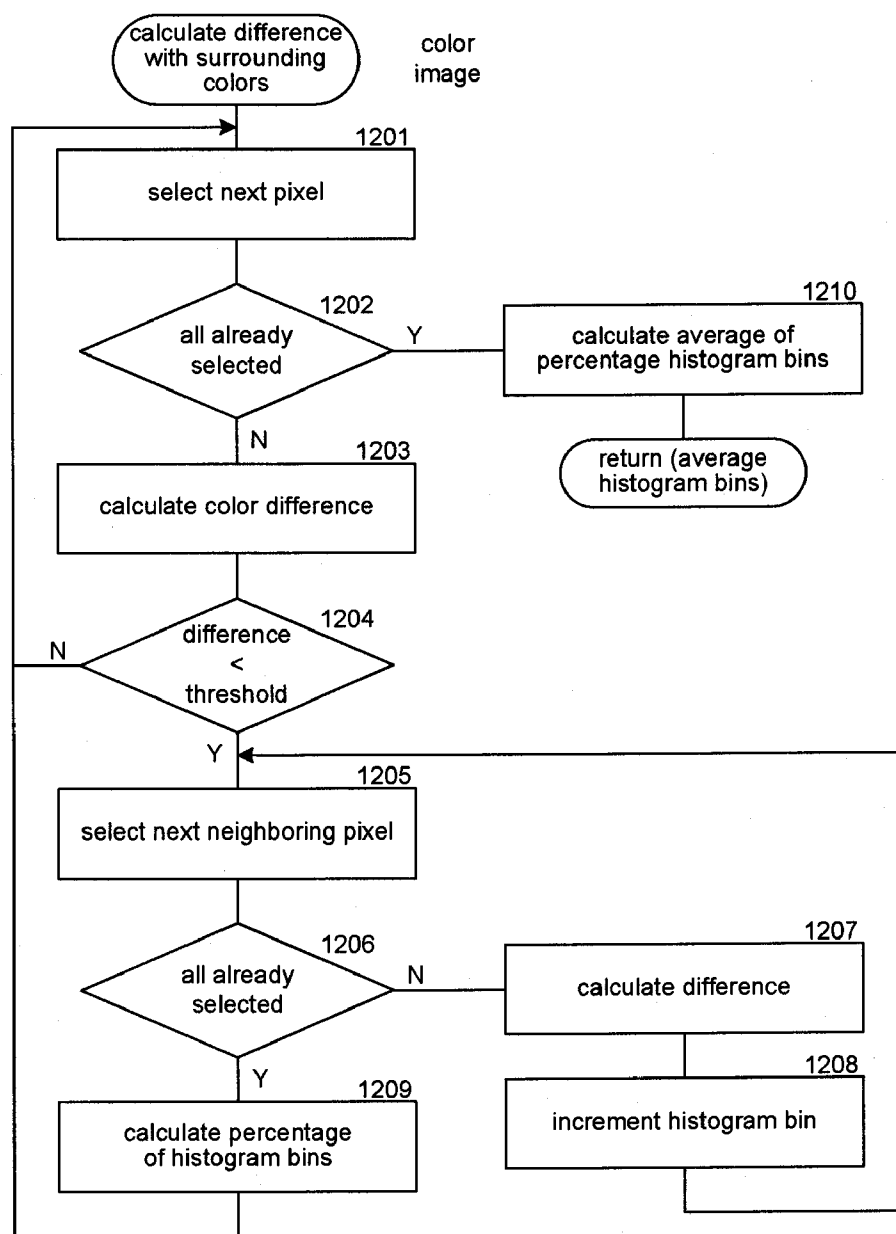 calculate difference
with surrounding
colors
color
image
1201
select next pixel
1202
all already
selected
Y
N
1210
calculate average of
percentage histogram bins
return (average
histogram bins)
1203
calculate color difference
1204
difference
<
threshold
N
Y
1205
select next neighboring pixel
1206
all already
selected
N
Y
1207
calculate difference
1208
increment histogram bin
1209
calculate percentage
of histogram bins